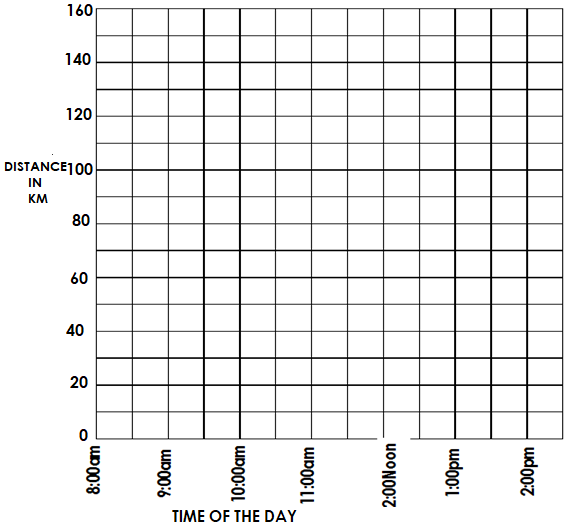 160
140
120
DISTANCE 100
IN
KM
80
60
40
20
0
8:00am
9:00am
10:00am
11:00am
2:00Noon
1:00pm
2:00pm
TIME OF THE DAY